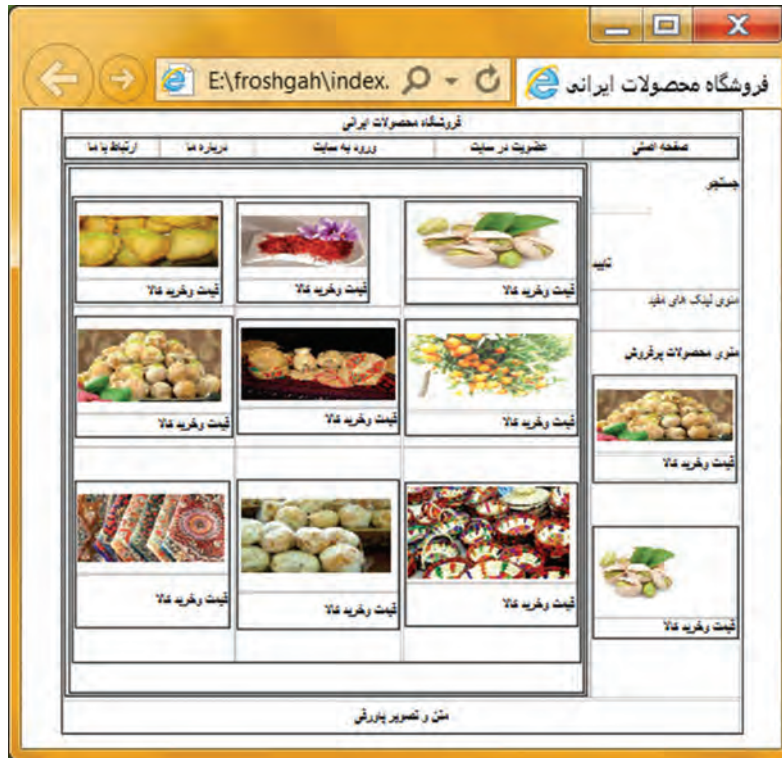 E:\froshgah\index.
فروشگاه محصولات ایرانی
فروشگاه محصولات ایرانی
صفحه اصلی
عضویت در سایت
ورود به سایت
درباره ما
ارتباط با ما
جستجو
تایید
منوی لینک های مفید
منوی محصولات پرفروش
قیمت وخرید کالا
قیمت وخرید کالا
قیمت وخرید کالا
قیمت وخرید کالا
قیمت وخرید کالا
قیمت وخرید کالا
قیمت وخرید کالا
قیمت وخرید کالا
قیمت وخرید کالا
قیمت وخرید کالا
قیمت وخرید کالا
متن و تصویر پاورقی